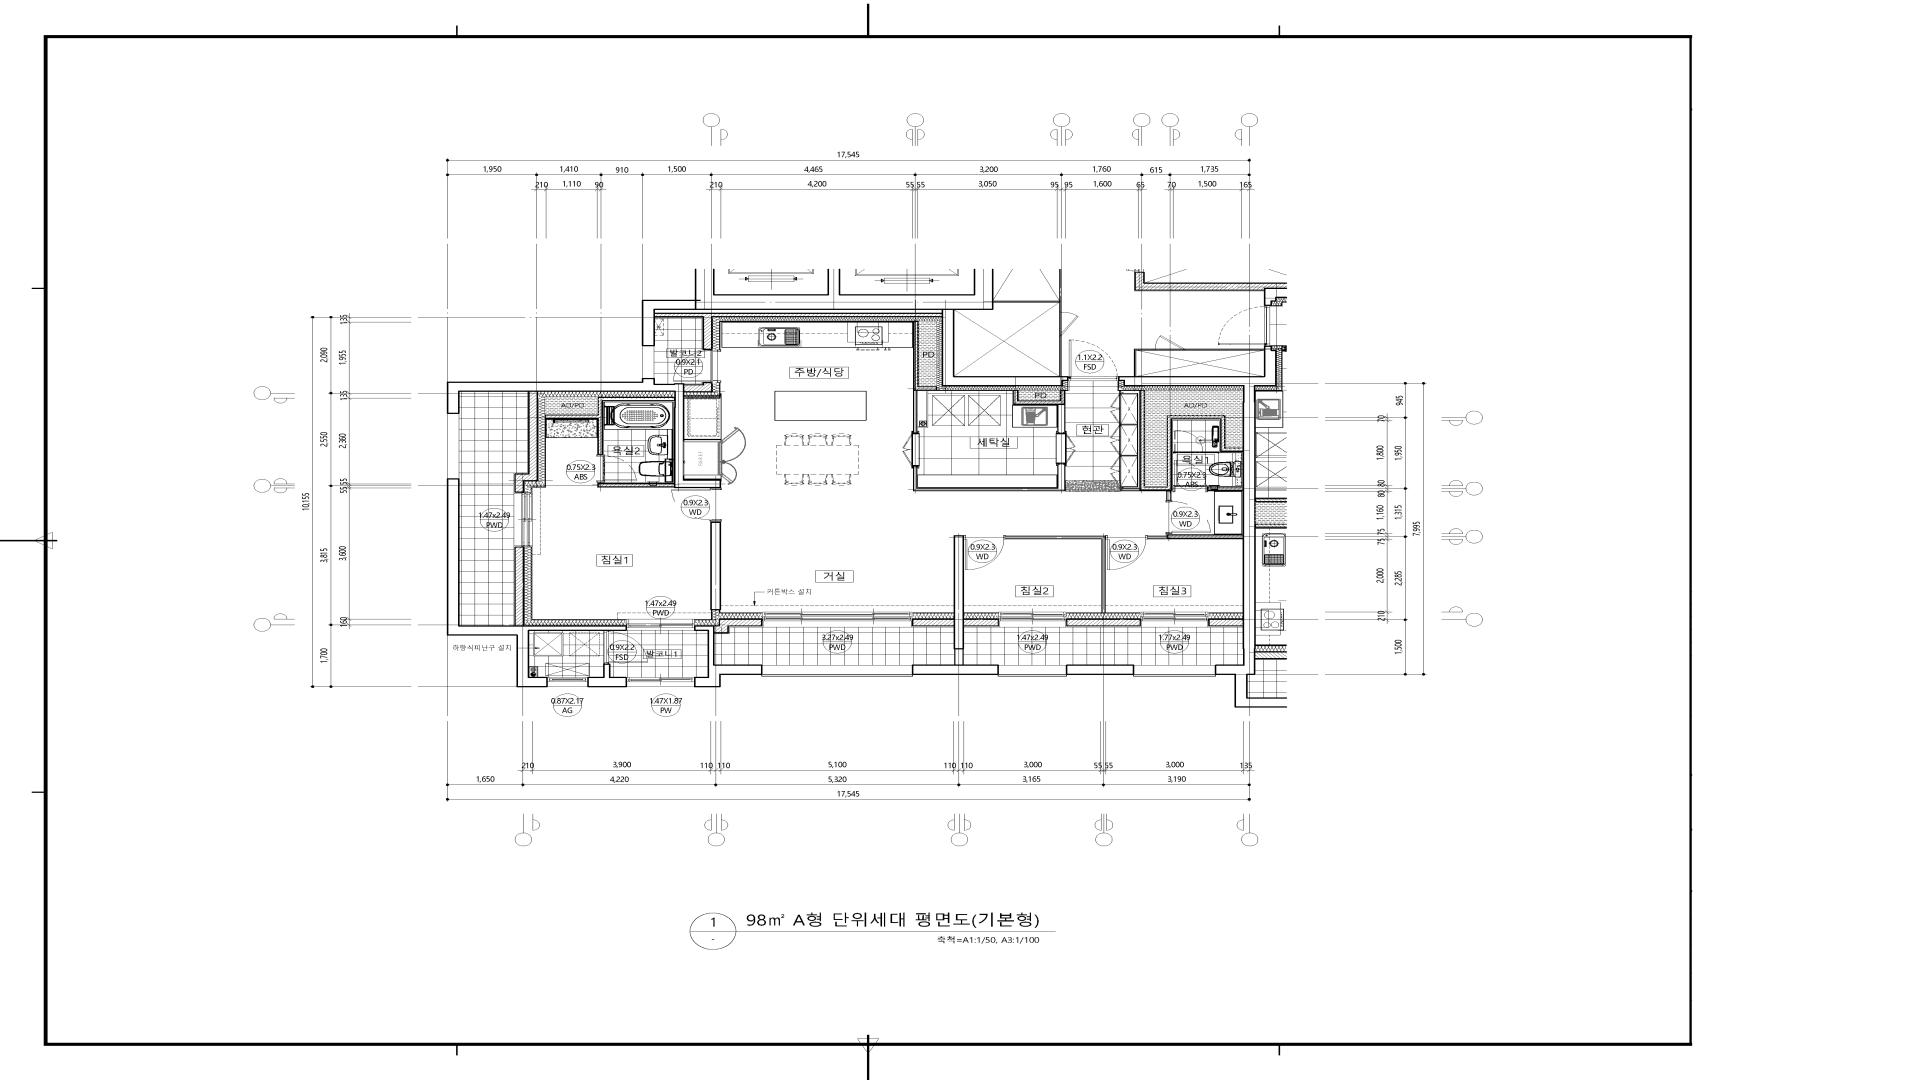 17,545
1,950 1,410 910 1,500 4,465 3,200 1,760 615 1,735
210 1,110 90 210 4,200 55 55 3,050 95 95 1,600 65 70 1,500 165
135
2,090 1,955
135
2,550 2,360
10,155
55 55
3,815 3,600
160
1,700
발코니2
0.9X2.1
PD
주방/식당
PD
1.1X2.2
FSD
AD/PD
욕실2
0.75X2.3
ABS
PD
세탁실
현관
AD/PD
욕실1
0.75X2.3
ABS
1.47x2.49
PWD
0.9X2.3
WD
0.9X2.3
WD
침실1
거실
커튼박스 설치
0.9X2.3
WD
0.9X2.3
WD
침실2
침실3
1.47x2.49
PWD
하향식피난구 설치
0.9X2.2
FSD
발코니1
3.27x2.49
PWD
1.47x2.49
PWD
1.77x2.49
PWD
0.87X2.17
AG
1.47X1.87
PW
945
70
1,800 1,950
80 80
1,160 1,315
75 75
7,995
2,000 2,285
210
1,500
210 3,900 110 110 5,100 110 110 3,000 55 55 3,000 135
1,650 4,220 5,320 3,165 3,190
17,545
1
-
98㎡ A형 단위세대 평면도(기본형)
축척=A1:1/50, A3:1/100